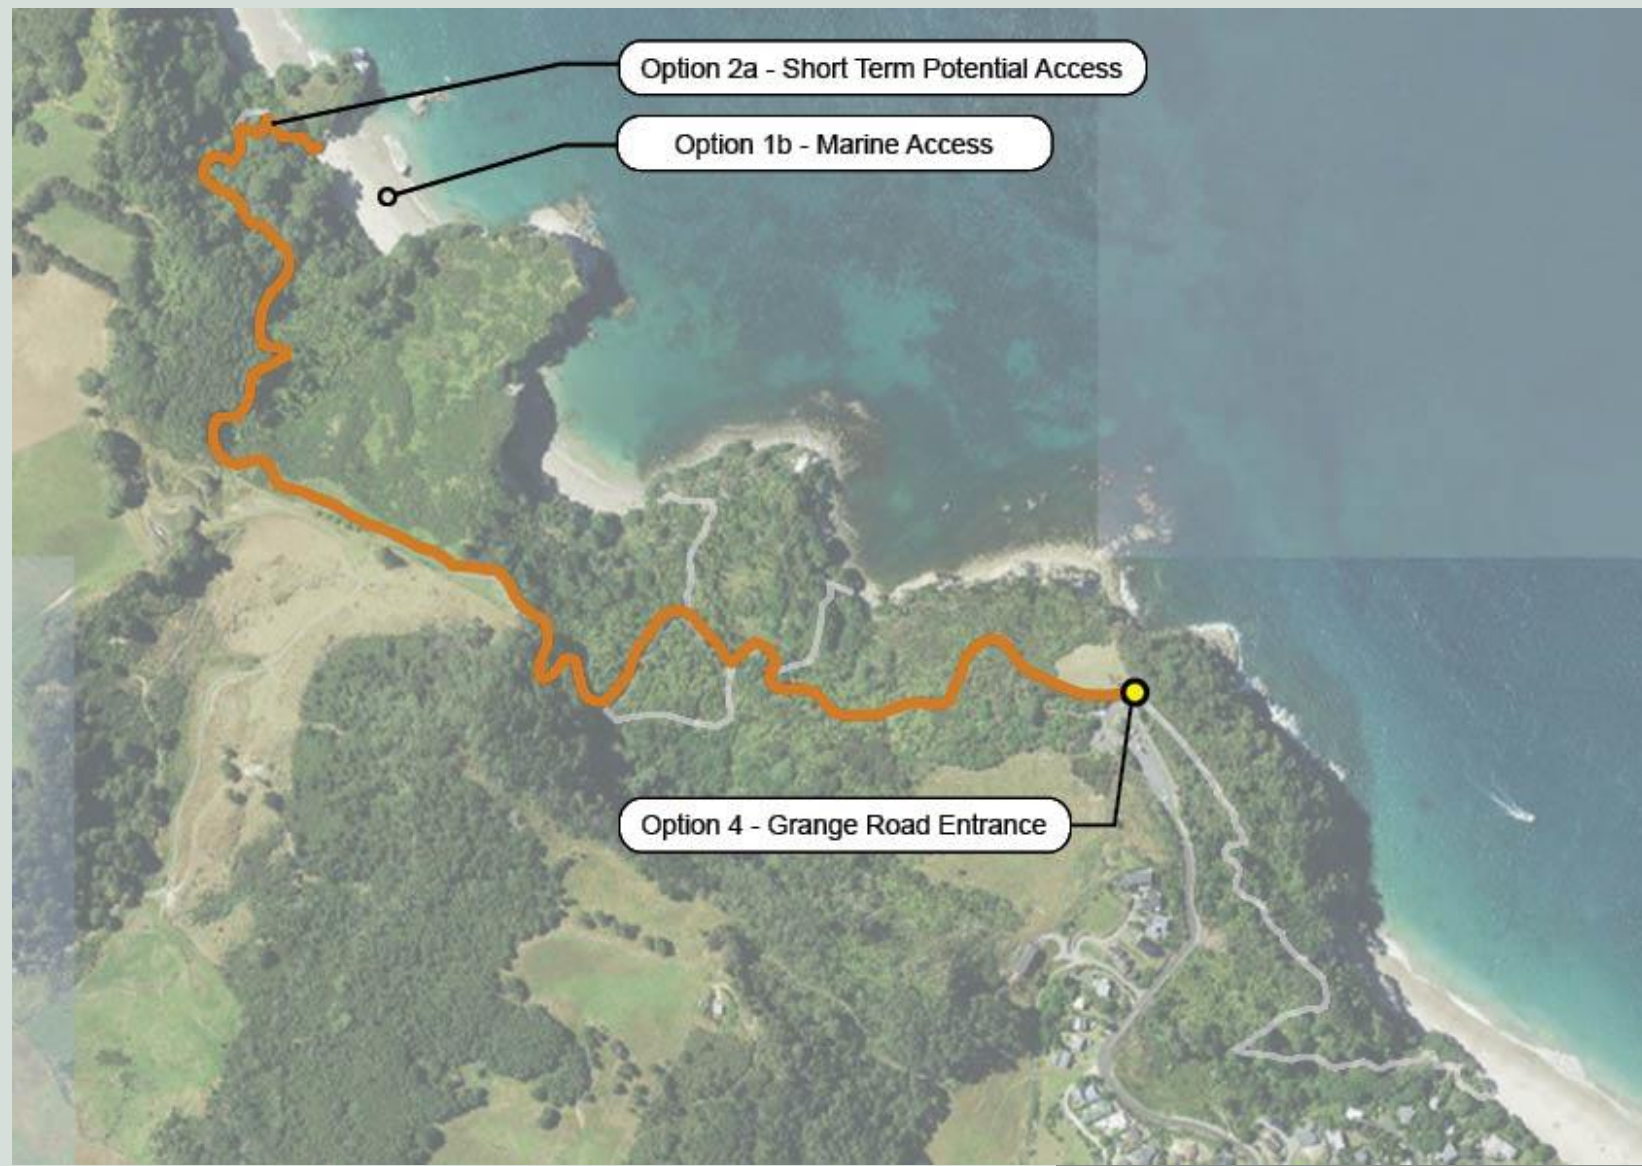 Option 2a - Short Term Potential Access
Option 1b - Marine Access
Option 4 - Grange Road Entrance